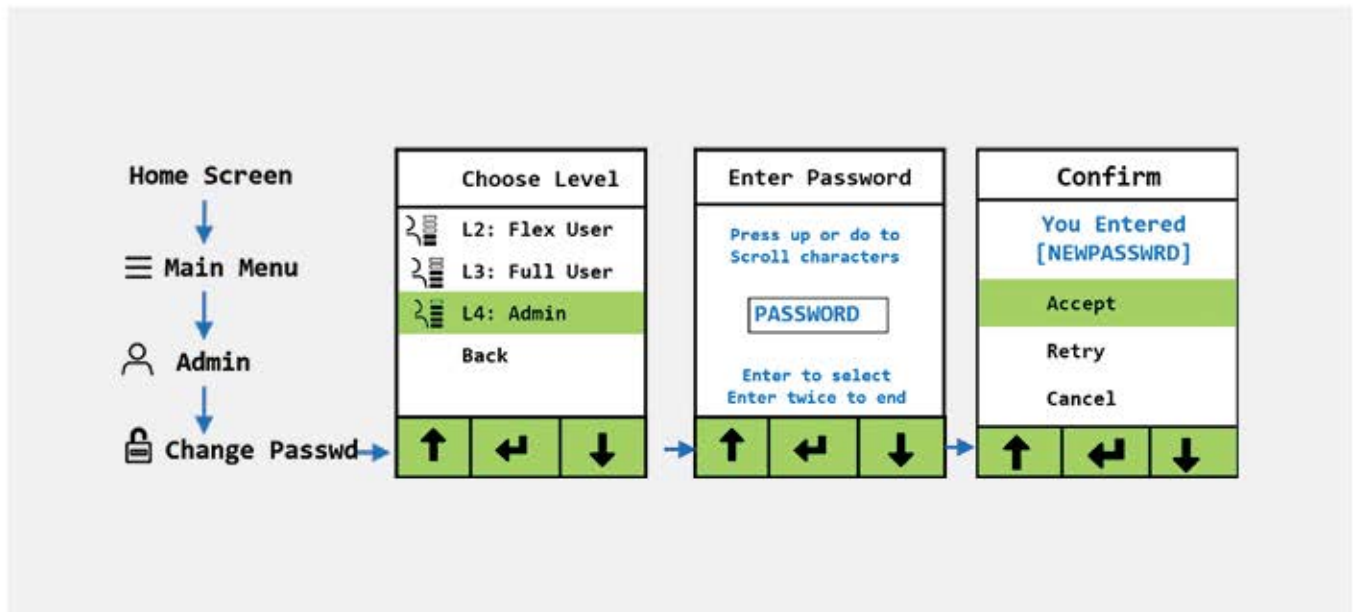 Home Screen
Main Menu
Admin
Change Passwd
Choose Level
L2: Flex User
L3: Full User
L4: Admin
Back
Enter Password
Press up or do to
Scroll characters
PASSWORD
Enter to select
Enter twice to end
Confirm
You Entered
[NEWPASSWRD]
Accept
Retry
Cancel